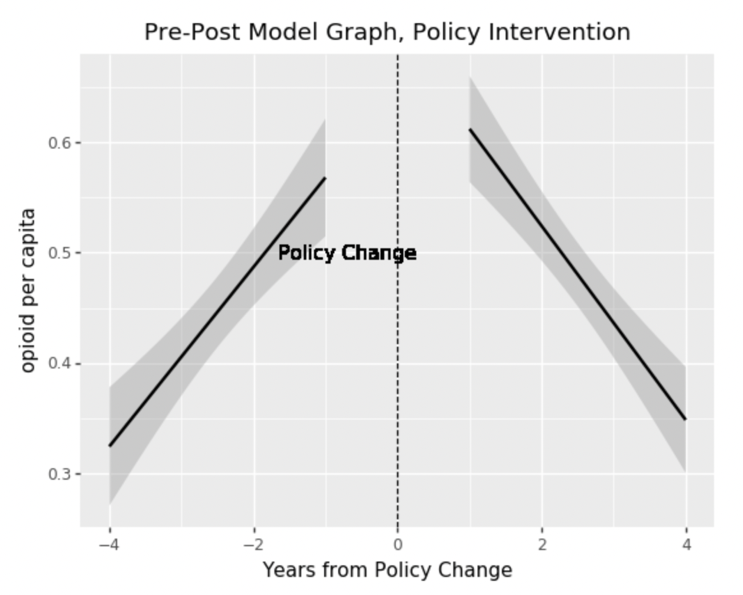 Pre-Post Model Graph, Policy Intervention
0.6
0.5
0.4
0.3
opioid per capita
Policy Change
−4
−2
0
2
4
Years from Policy Change